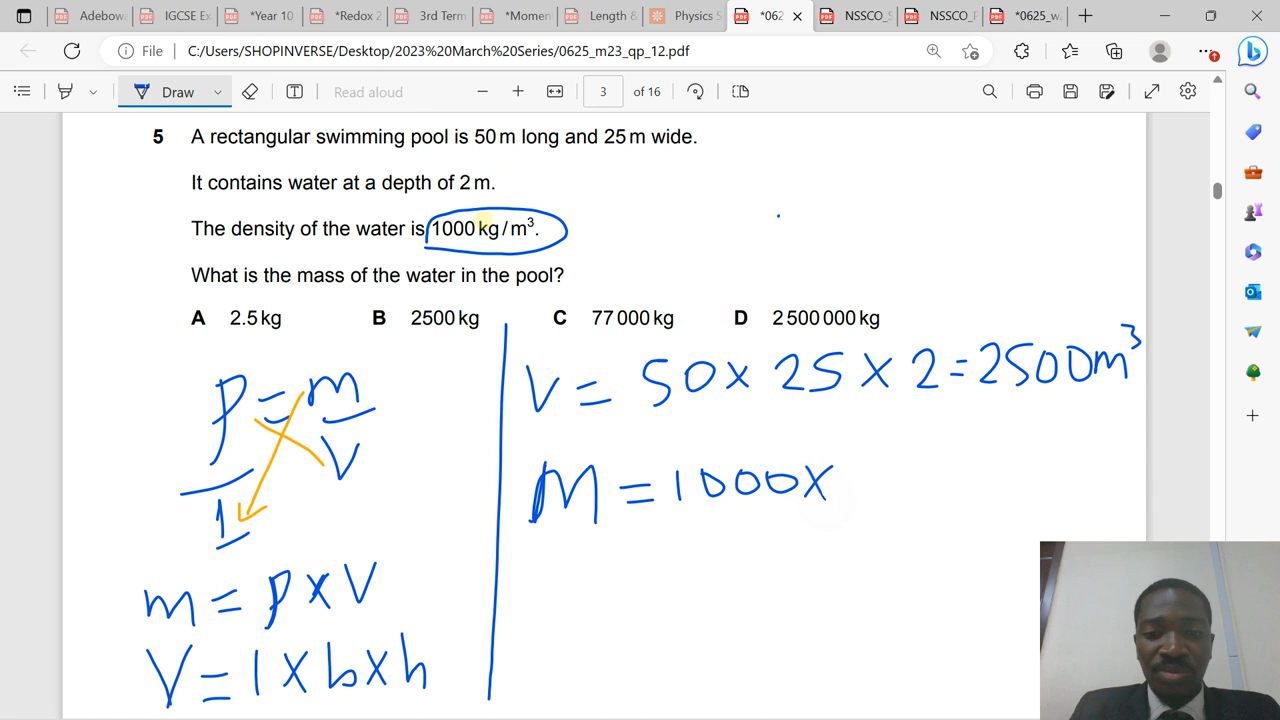 Adebow
IGCSE Ex
*Year 10
*Redox 2
3rd Term
*Momen
Length &
Physics S
*062
NSSCO_S
NSSCO_P
*0625_w
File
C:/Users/SHOPINVERSE/Desktop/2023%20March%20Series/0625_m23_qp_12.pdf
Draw
Read aloud
3
of 16
5 A rectangular swimming pool is 50 m long and 25 m wide.
It contains water at a depth of 2 m.
The density of the water is 1000 kg/m³.
What is the mass of the water in the pool?
A 2.5 kg B 2500 kg C 77 000 kg D 2 500 000 kg
ρ = m
V
1
m = ρ × V
V = l × b × h
V = 50 × 25 × 2 = 2500m³
M = 1000 ×